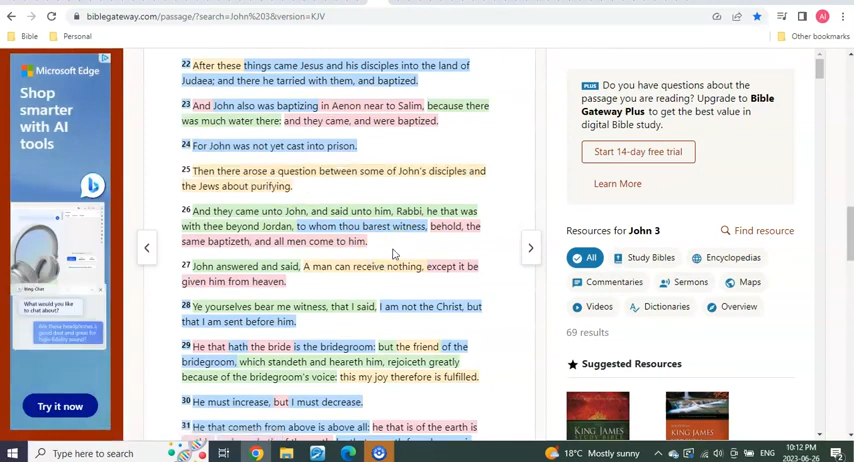 biblegateway.com/passage/?search=John%203&version=KJV
Bible
Personal
Other bookmarks
Microsoft Edge
Shop
smarter
with AI
tools
What would you
like to chat about?
Try it now
22 After these things came Jesus and his disciples into the land of
Judaea; and there he tarried with them, and baptized.
23 And John also was baptizing in Aenon near to Salim, because there
was much water there: and they came, and were baptized.
24 For John was not yet cast into prison.
25 Then there arose a question between some of John's disciples and
the Jews about purifying.
26 And they came unto John, and said unto him, Rabbi, he that was
with thee beyond Jordan, to whom thou barest witness, behold, the
same baptizeth, and all men come to him.
27 John answered and said, A man can receive nothing, except it be
given him from heaven.
28 Ye yourselves bear me witness, that I said, I am not the Christ, but
that I am sent before him.
29 He that hath the bride is the bridegroom: but the friend of the
bridegroom, which standeth and heareth him, rejoiceth greatly
because of the bridegroom's voice: this my joy therefore is fulfilled.
30 He must increase, but I must decrease.
31 He that cometh from above is above all: he that is of the earth is
PLUS Do you have questions about the
passage you are reading? Upgrade to Bible
Gateway Plus to get the best value in
digital Bible study.
Start 14-day free trial
Learn More
Resources for John 3
Find resource
All
Study Bibles
Encyclopedias
Commentaries
Sermons
Maps
Videos
Dictionaries
Overview
69 results
Suggested Resources
KING JAMES
KING JAMES
Type here to search
18°C Mostly sunny
ENG
10:12 PM
2023-06-26